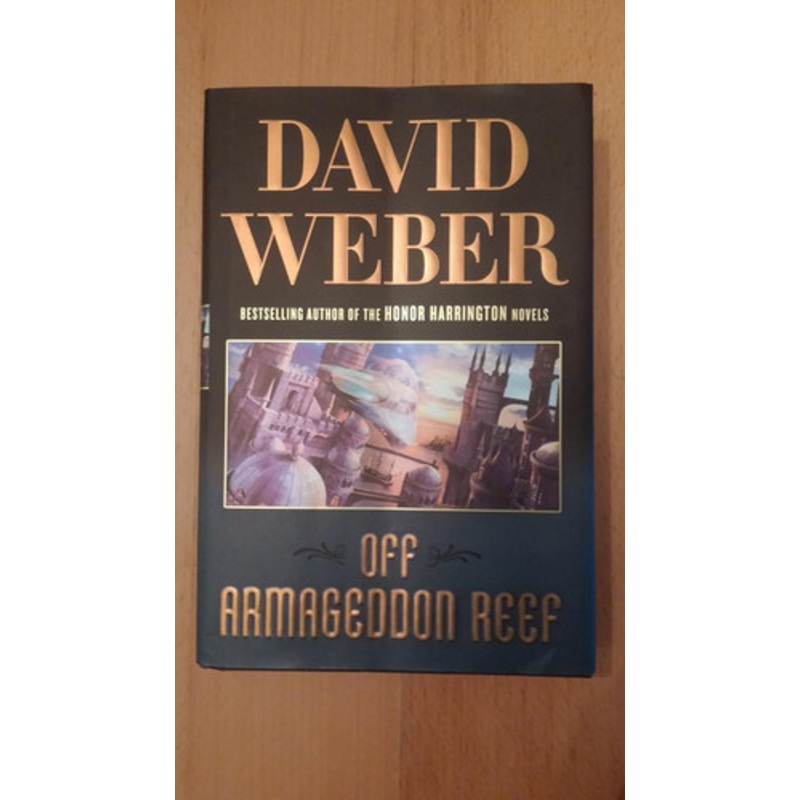 DAVID
WEBER
BESTSELLING AUTHOR OF THE HONOR HARRINGTON NOVELS
OFF
ARMAGEDDON REEF